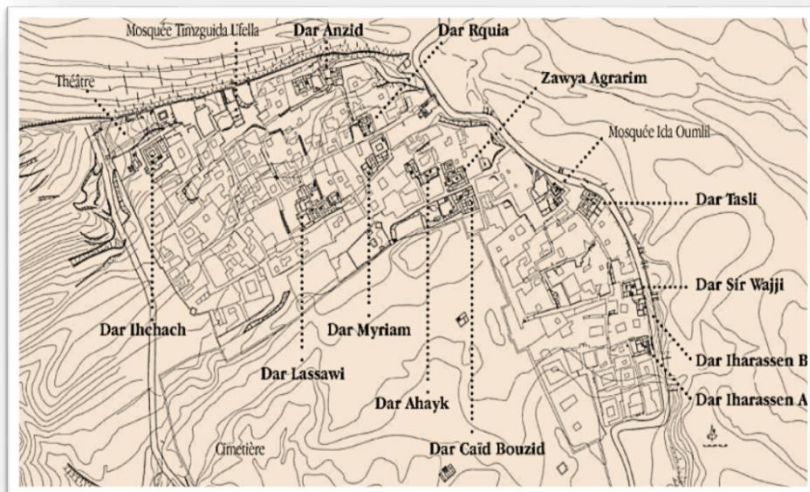 Mosquée Timzguida Ufella
Dar Anzid
Dar Rquia
Théâtre
Zawya Agrarim
Mosquée Ida Oumlil
Dar Tasli
Dar Sir Wajji
Dar Ihchach
Dar Myriam
Dar Iharassen B
Dar Lassawi
Dar Iharassen A
Dar Ahayk
Cimetière
Dar Caïd Bouzid